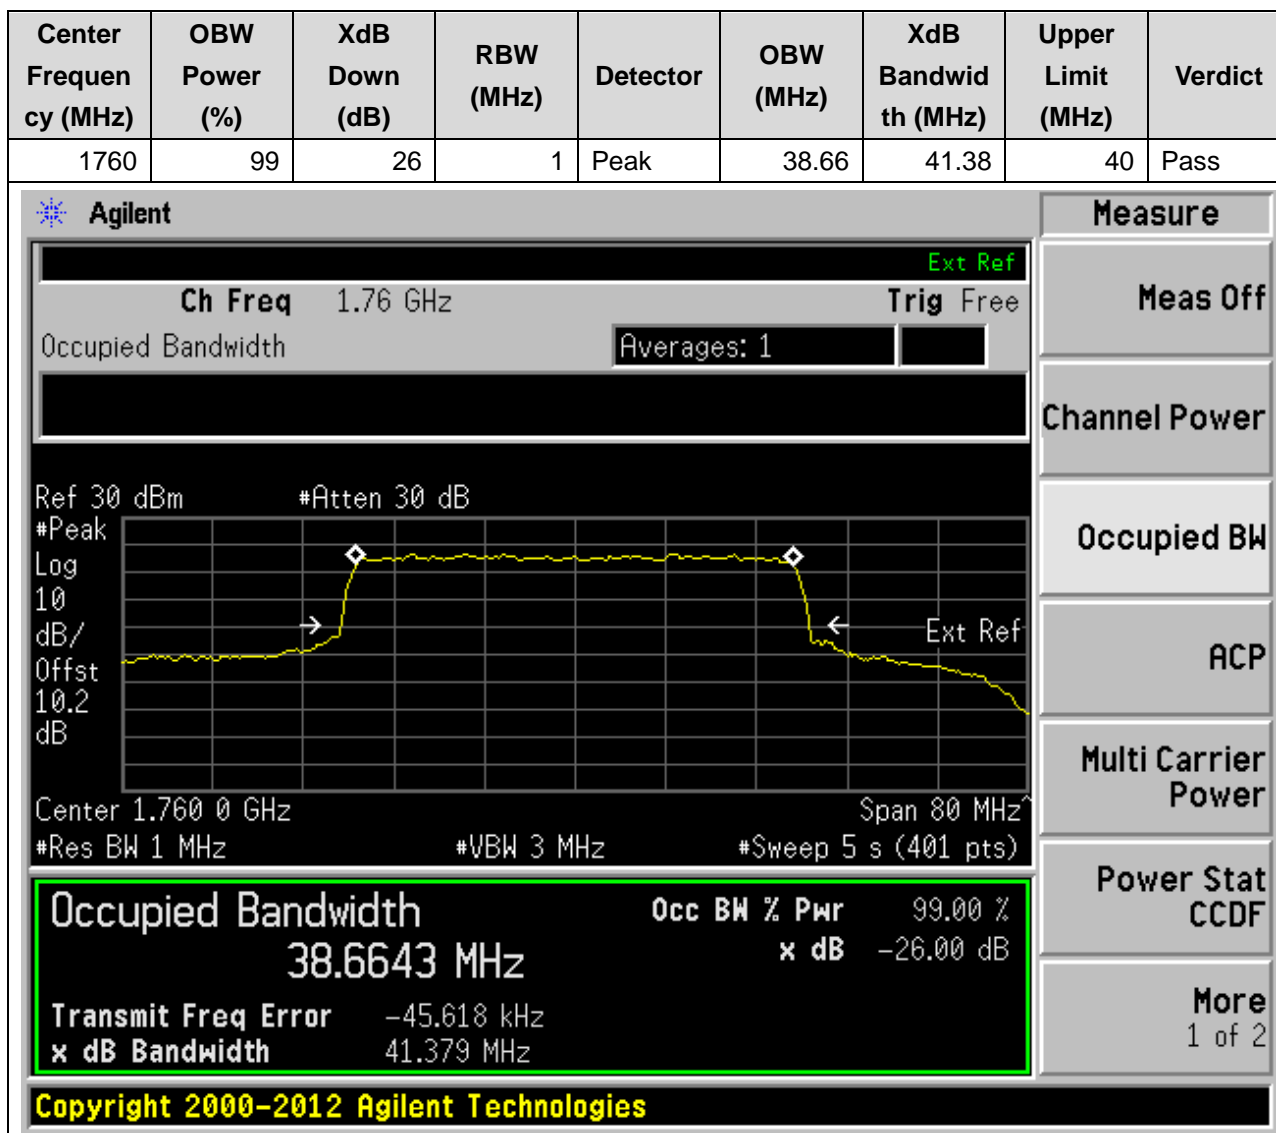 Center Frequen cy (MHz)
OBW Power (%)
XdB Down (dB)
RBW (MHz)
Detector
OBW (MHz)
XdB Bandwid th (MHz)
Upper Limit (MHz)
Verdict
1760 99 26 1 Peak 38.66 41.38 40 Pass
Agilent
Measure
Ext Ref
Ch Freq 1.76 GHz Trig Free
Meas Off
Occupied Bandwidth Averages: 1
Channel Power
Ref 30 dBm #Atten 30 dB
#Peak
Log
10
dB/
Offst
10.2
dB
Ext Ref
Occupied BW
ACP
Multi Carrier
Power
Center 1.760 0 GHz Span 80 MHz^
#Res BW 1 MHz #VBW 3 MHz #Sweep 5 s (401 pts)
Occupied Bandwidth
38.6643 MHz
Occ BW % Pwr 99.00 %
x dB -26.00 dB
Transmit Freq Error -45.618 kHz
x dB Bandwidth 41.379 MHz
Power Stat
CCDF
More
1 of 2
Copyright 2000-2012 Agilent Technologies